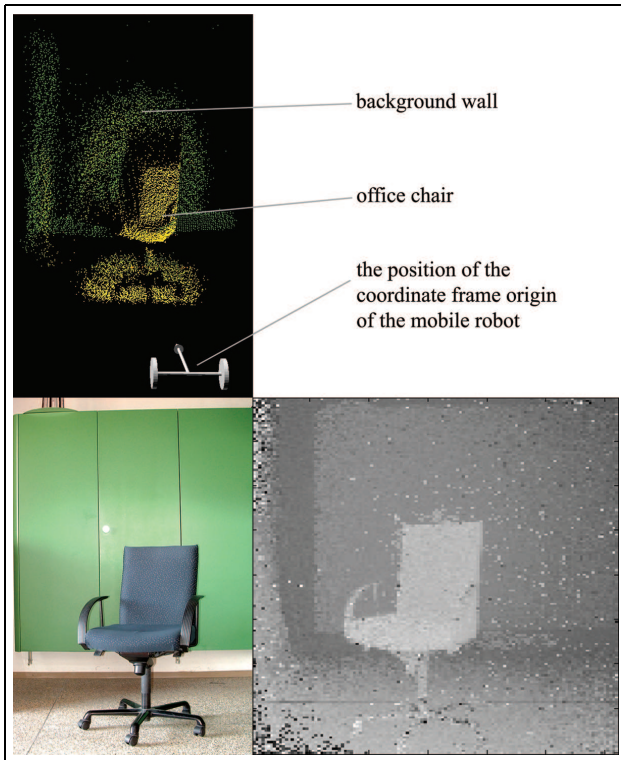 background wall
office chair
the position of the
coordinate frame origin
of the mobile robot